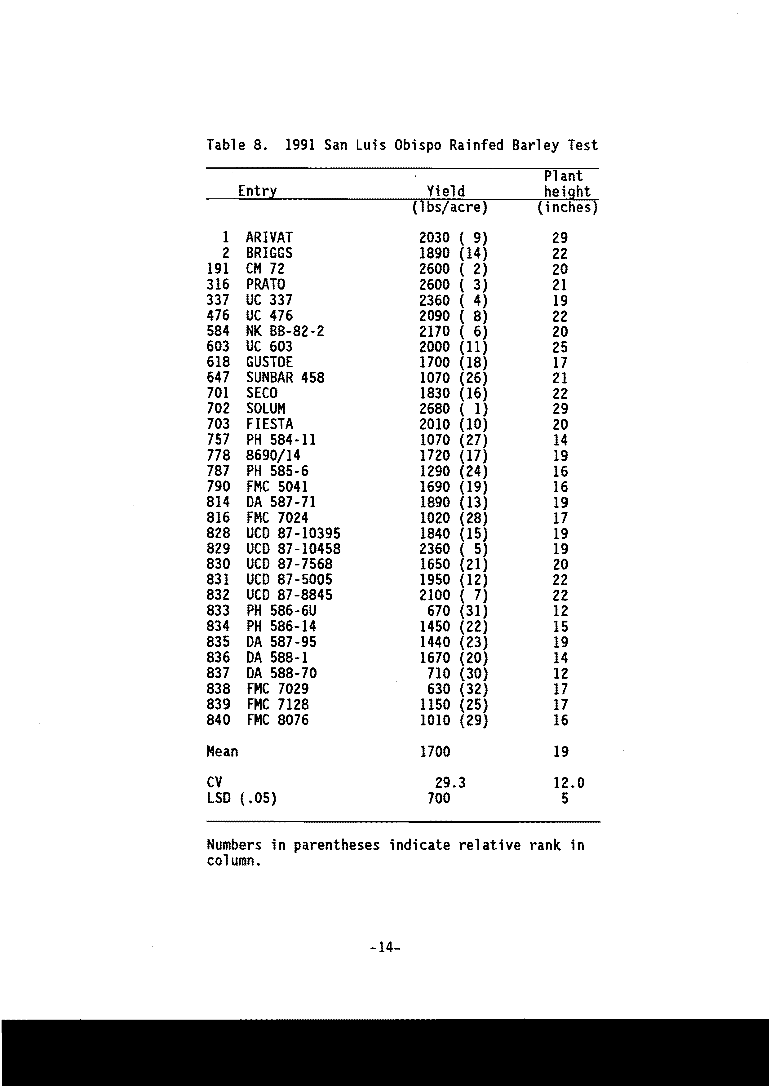 Table 8. 1991 San Luis Obispo Rainfed Barley Test
Plant
Entry Yield height
(lbs/acre) (inches)
1 ARIVAT 2030 ( 9) 29
2 BRIGGS 1890 (14) 22
191 CM 72 2600 ( 2) 20
316 PRATO 2600 ( 3) 21
337 UC 337 2360 ( 4) 19
476 UC 476 2090 ( 8) 22
584 NK BB-82-2 2170 ( 6) 20
603 UC 603 2000 (11) 25
618 GUSTOE 1700 (18) 17
647 SUNBAR 458 1070 (26) 21
701 SECO 1830 (16) 22
702 SOLUM 2680 ( 1) 29
703 FIESTA 2010 (10) 20
757 PH 584-11 1070 (27) 14
778 8690/14 1720 (17) 19
787 PH 585-6 1290 (24) 16
790 FMC 5041 1690 (19) 16
814 DA 587-71 1890 (13) 19
816 FMC 7024 1020 (28) 17
828 UCD 87-10395 1840 (15) 19
829 UCD 87-10458 2360 ( 5) 19
830 UCD 87-7568 1650 (21) 20
831 UCD 87-5005 1950 (12) 22
832 UCD 87-8845 2100 ( 7) 22
833 PH 586-6U 670 (31) 12
834 PH 586-14 1450 (22) 15
835 DA 587-95 1440 (23) 19
836 DA 588-1 1670 (20) 14
837 DA 588-70 710 (30) 12
838 FMC 7029 630 (32) 17
839 FMC 7128 1150 (25) 17
840 FMC 8076 1010 (29) 16
Mean 1700 19
CV 29.3 12.0
LSD (.05) 700 5
Numbers in parentheses indicate relative rank in
column.
-14-